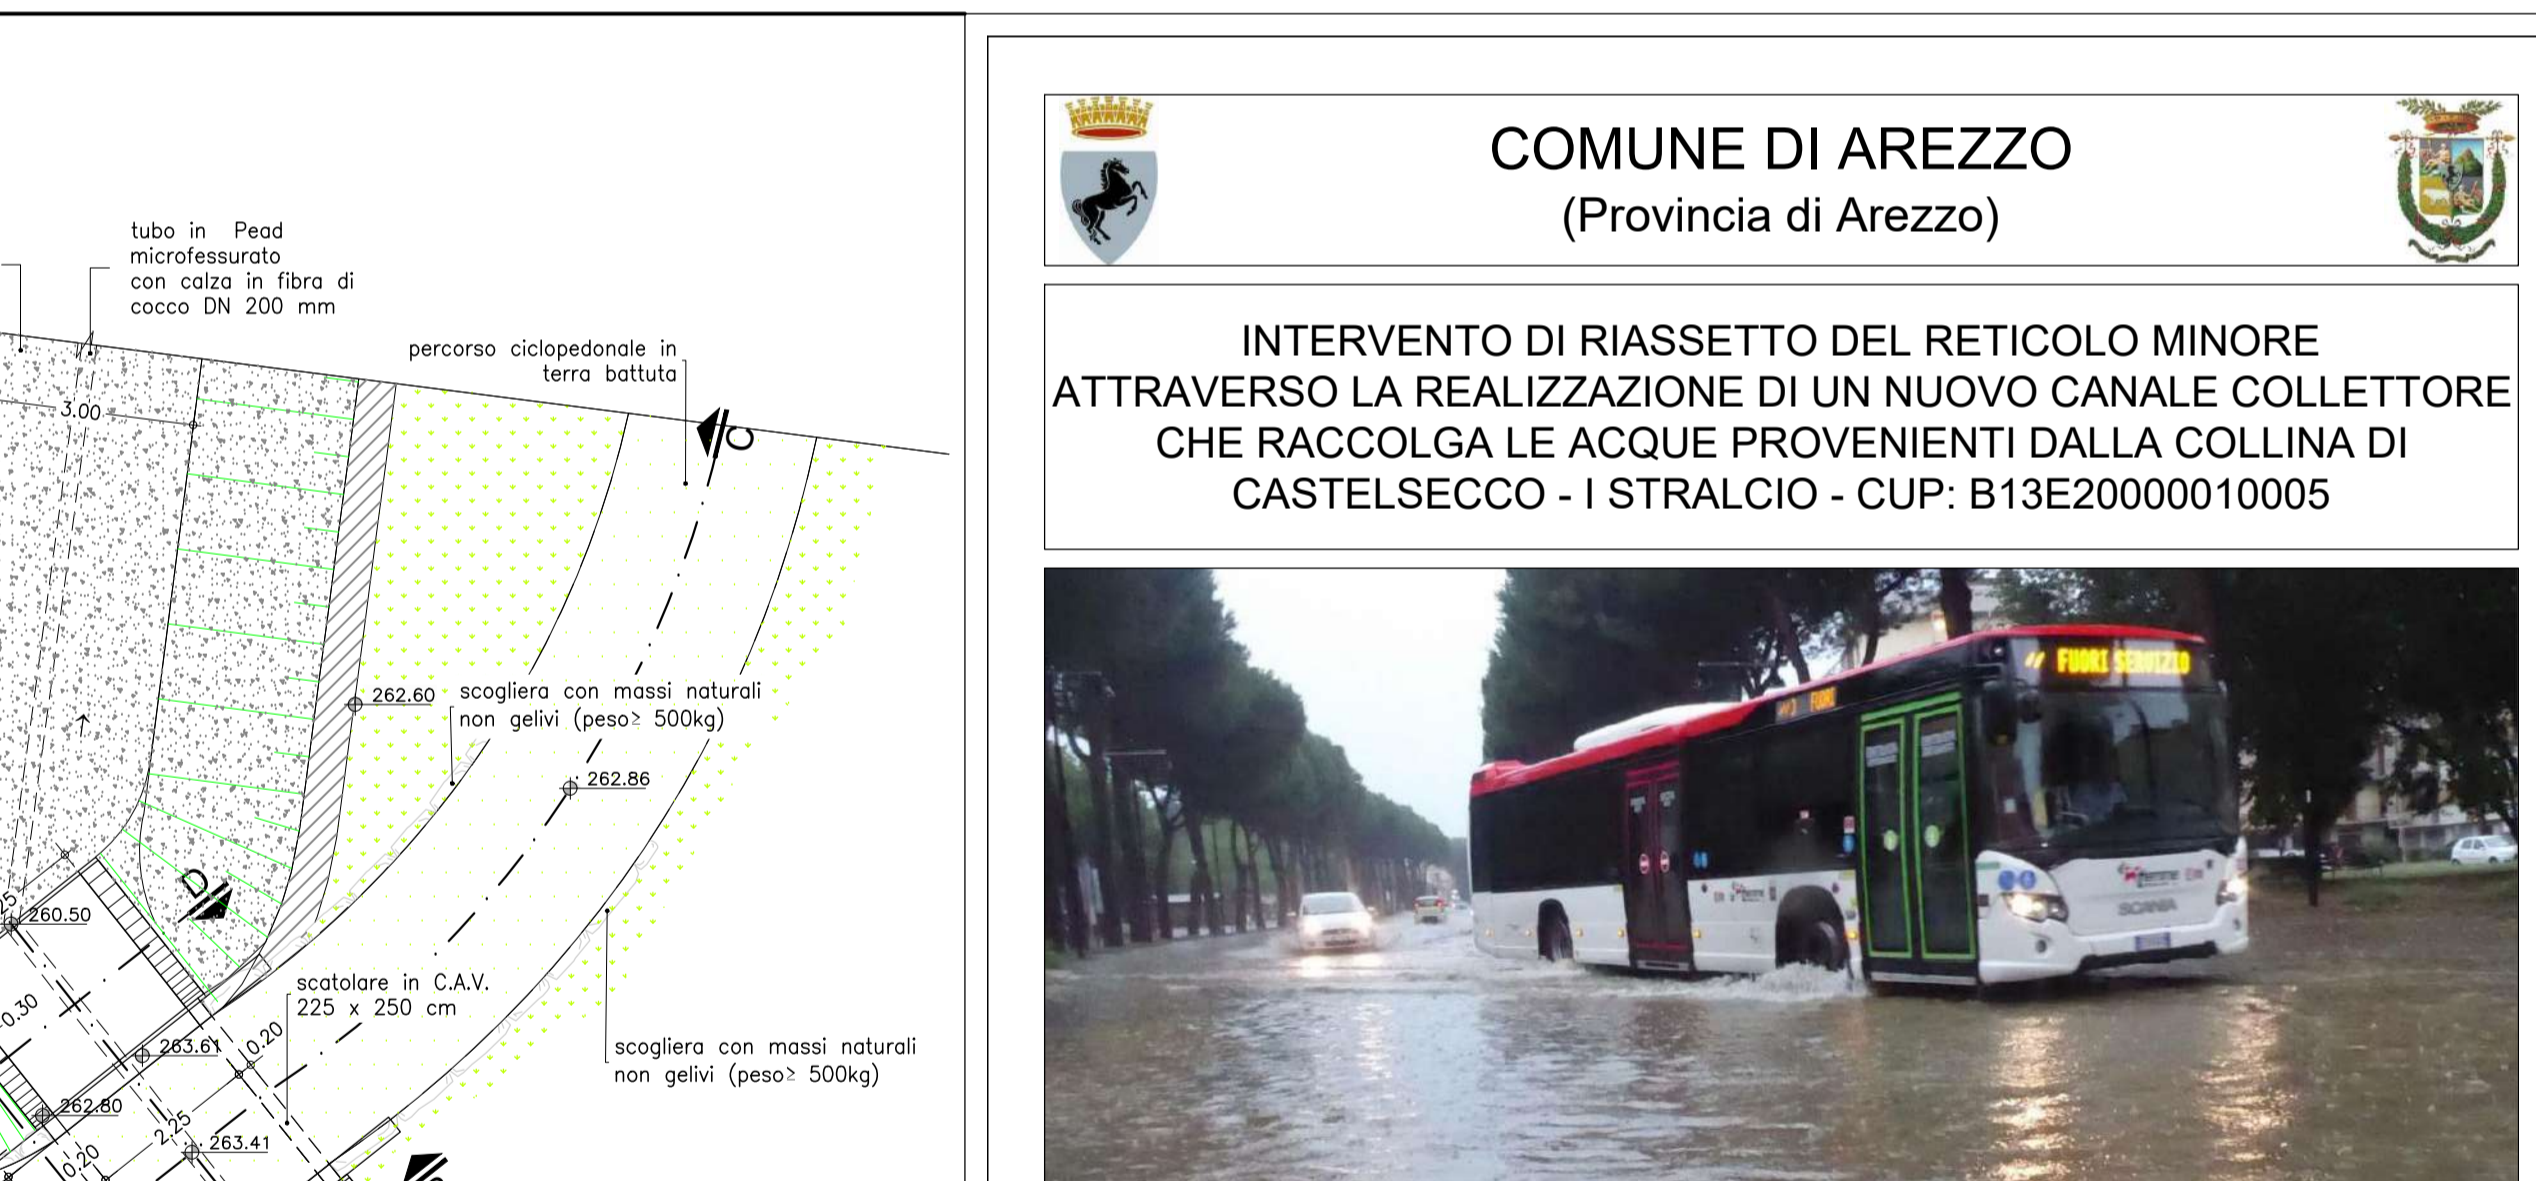 tubo in Pead
microfessurato
con calza in fibra di
cocco DN 200 mm
percorso ciclopedonale in
terra battuta
3.00
C
262.60
scogliera con massi naturali
non gelivi (peso≥ 500kg)
262.86
D
25
260.50
scatolare in C.A.V.
225 x 250 cm
0.30
263.61
0.20
scogliera con massi naturali
non gelivi (peso≥ 500kg)
262.80
2.25
263.41
0.20
COMUNE DI AREZZO
(Provincia di Arezzo)
INTERVENTO DI RIASSETTO DEL RETICOLO MINORE
ATTRAVERSO LA REALIZZAZIONE DI UN NUOVO CANALE COLLETTORE
CHE RACCOLGA LE ACQUE PROVENIENTI DALLA COLLINA DI
CASTELSECCO - I STRALCIO - CUP: B13E20000010005
FUORI SERVIZIO
FUORI
SCANIA